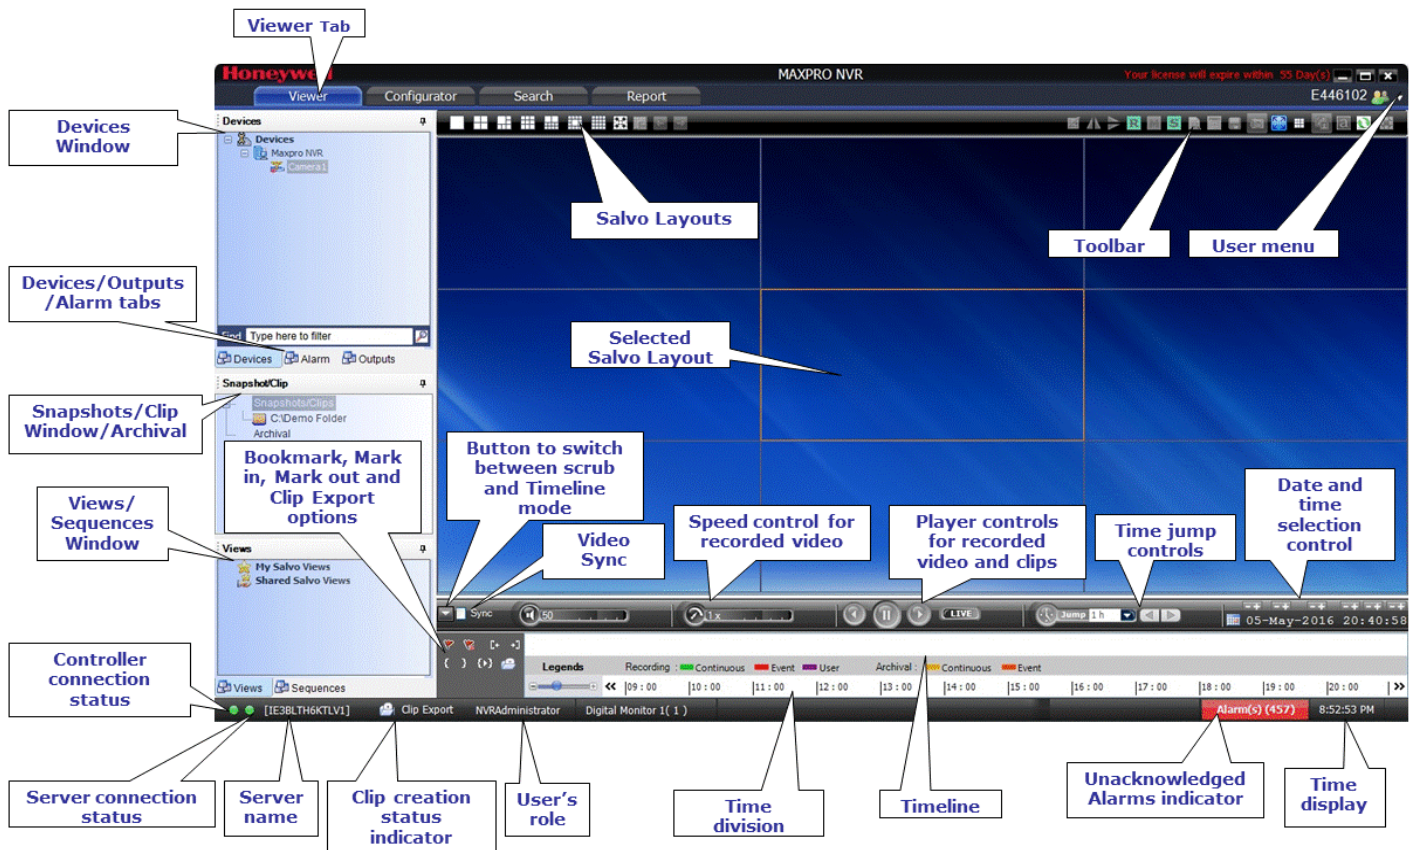 Viewer Tab
Honeywell
MAXPRO NVR
Your license will expire within 55 Day(s)
Viewer
Configurator
Search
Report
E446102
Devices Window
Devices
Devices
Maxpro NVR
Camera1
Salvo Layouts
Toolbar
User menu
Devices/Outputs
/Alarm tabs
Find
Type here to filter
Devices
Alarm
Outputs
Selected
Salvo Layout
Snapshot/Clip
Snapshots/Clips
C:\Demo Folder
Archival
Snapshots/Clip
Window/Archival
Bookmark, Mark
in, Mark out and
Clip Export
options
Button to switch
between scrub
and Timeline
mode
Views/
Sequences
Window
Video
Sync
Speed control for
recorded video
Player controls
for recorded
video and clips
Time jump
controls
Date and
time
selection
control
Views
My Salvo Views
Shared Salvo Views
Sync
50
1 x
LIVE
Jump
1 h
05-May-2016 20:40:58
Legends
Recording :
Continuous
Event
User
Archival :
Continuous
Event
09 : 00
10 : 00
11 : 00
12 : 00
13 : 00
14 : 00
15 : 00
16 : 00
17 : 00
18 : 00
19 : 00
20 : 00
Controller
connection
status
Views
Sequences
[IE3BLTH6KTLV1]
Clip Export
NVRAdministrator
Digital Monitor 1( 1 )
Alarm(s) (457)
8:52:53 PM
Server connection
status
Server
name
Clip creation
status
indicator
User's
role
Time
division
Timeline
Unacknowledged
Alarms indicator
Time
display